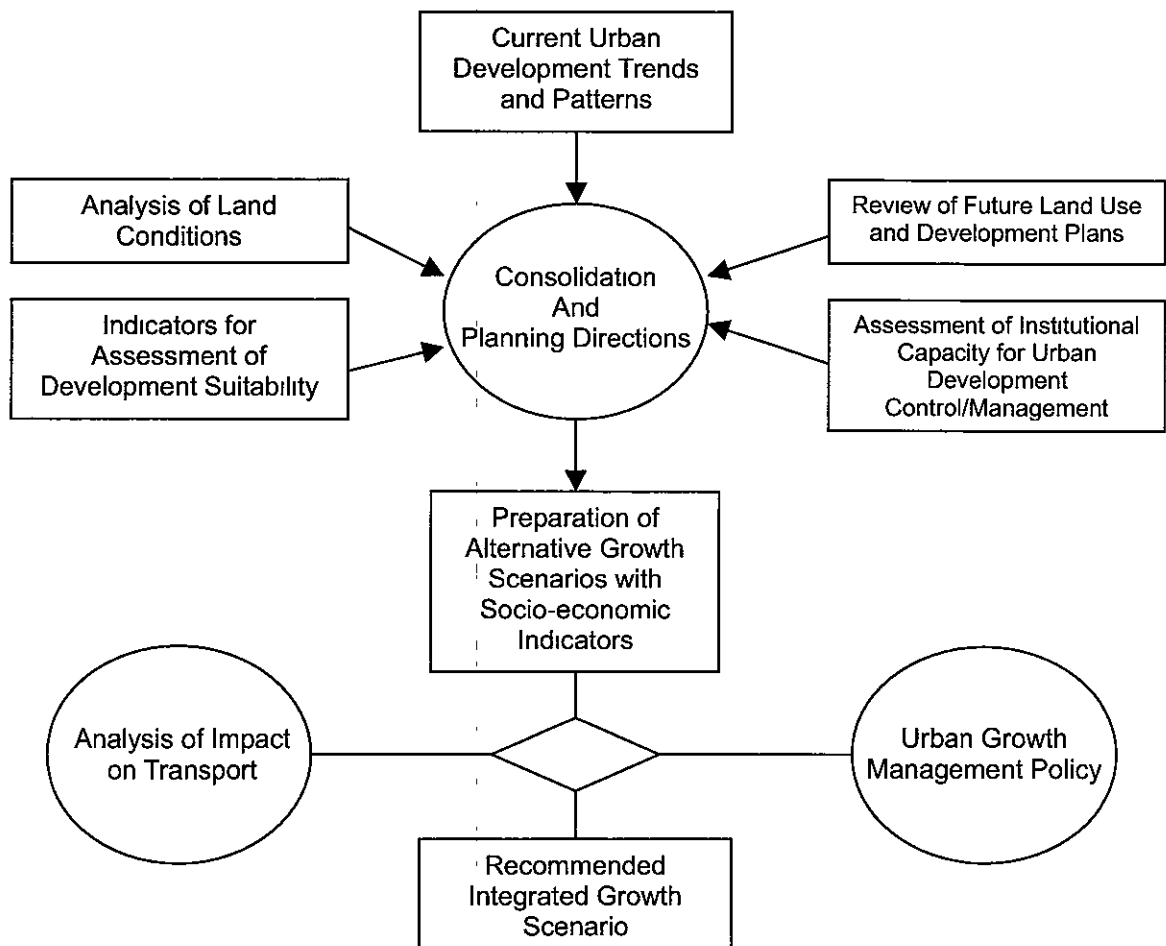 Current Urban
Development Trends
and Patterns
Analysis of Land
Conditions
Review of Future Land Use
and Development Plans
Consolidation
And
Planning Directions
Indicators for
Assessment of
Development Suitability
Assessment of Institutional
Capacity for Urban
Development
Control/Management
Preparation of
Alternative Growth
Scenarios with
Socio-economic
Indicators
Analysis of Impact
on Transport
Urban Growth
Management Policy
Recommended
Integrated Growth
Scenario